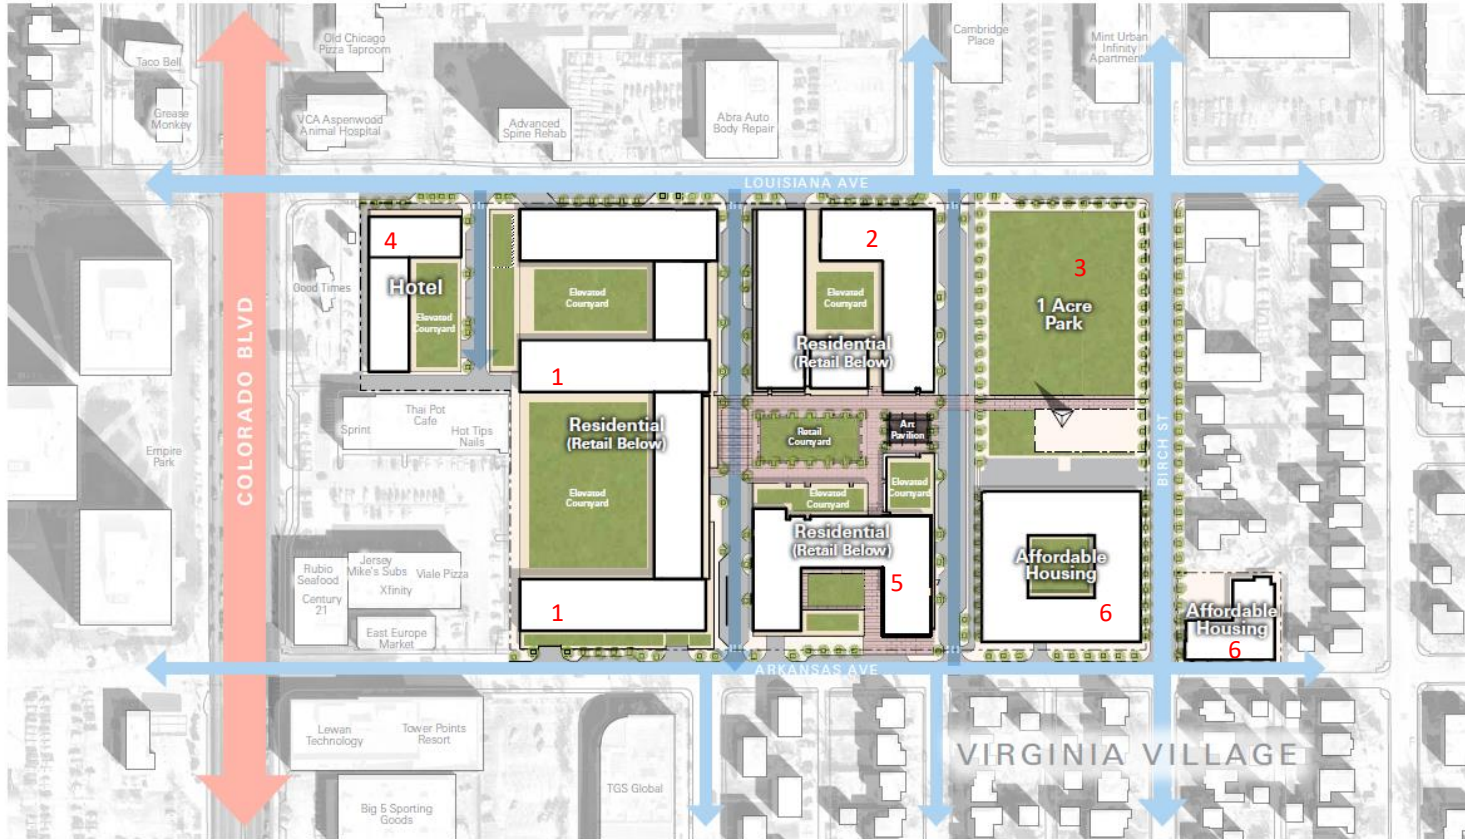 Old Chicago
Pizza Taproom
Taco Bell
Cambridge
Place
Mint Urban
Infinity
Apartments
Grease
Monkey
VCA Aspenwood
Animal Hospital
Advanced
Spine Rehab
Abra Auto
Body Repair
LOUISIANA AVE
4
Hotel
Elevated
Courtyard
Good Times
Elevated
Courtyard
2
Elevated
Courtyard
Residential
(Retail Below)
3
1 Acre
Park
COLORADO BLVD
1
Thai Pot
Cafe
Sprint
Hot Tips
Nails
Residential
(Retail Below)
Elevated
Courtyard
Retail
Courtyard
Art
Pavilion
Elevated
Courtyard
Elevated
Courtyard
BIRCH ST
Empire
Park
Residential
(Retail Below)
5
Affordable
Housing
6
Affordable
Housing
6
Rubio
Seafood
Century
21
Jersey
Mike's Subs
Xfinity
Viale Pizza
East Europe
Market
1
ARKANSAS AVE
Lewan
Technology
Tower Points
Resort
TGS Global
Big 5 Sporting
Goods
VIRGINIA VILLAGE